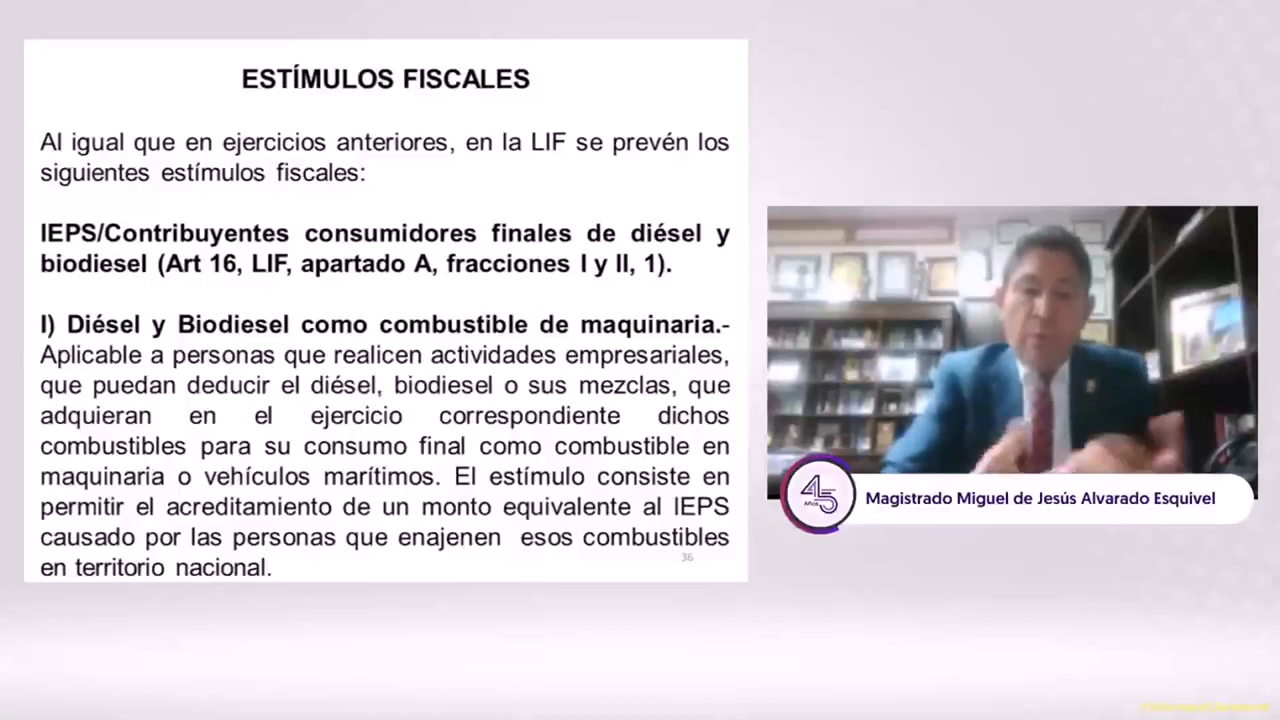 ESTÍMULOS FISCALES
Al igual que en ejercicios anteriores, en la LIF se prevén los
siguientes estímulos fiscales:
IEPS/Contribuyentes consumidores finales de diésel y
biodiesel (Art 16, LIF, apartado A, fracciones I y II, 1).
I) Diésel y Biodiesel como combustible de maquinaria.-
Aplicable a personas que realicen actividades empresariales,
que puedan deducir el diésel, biodiesel o sus mezclas, que
adquieran en el ejercicio correspondiente dichos
combustibles para su consumo final como combustible en
maquinaria o vehículos marítimos. El estímulo consiste en
permitir el acreditamiento de un monto equivalente al IEPS
causado por las personas que enajenen esos combustibles
en territorio nacional.
36
45
Años
Magistrado Miguel de Jesús Alvarado Esquivel